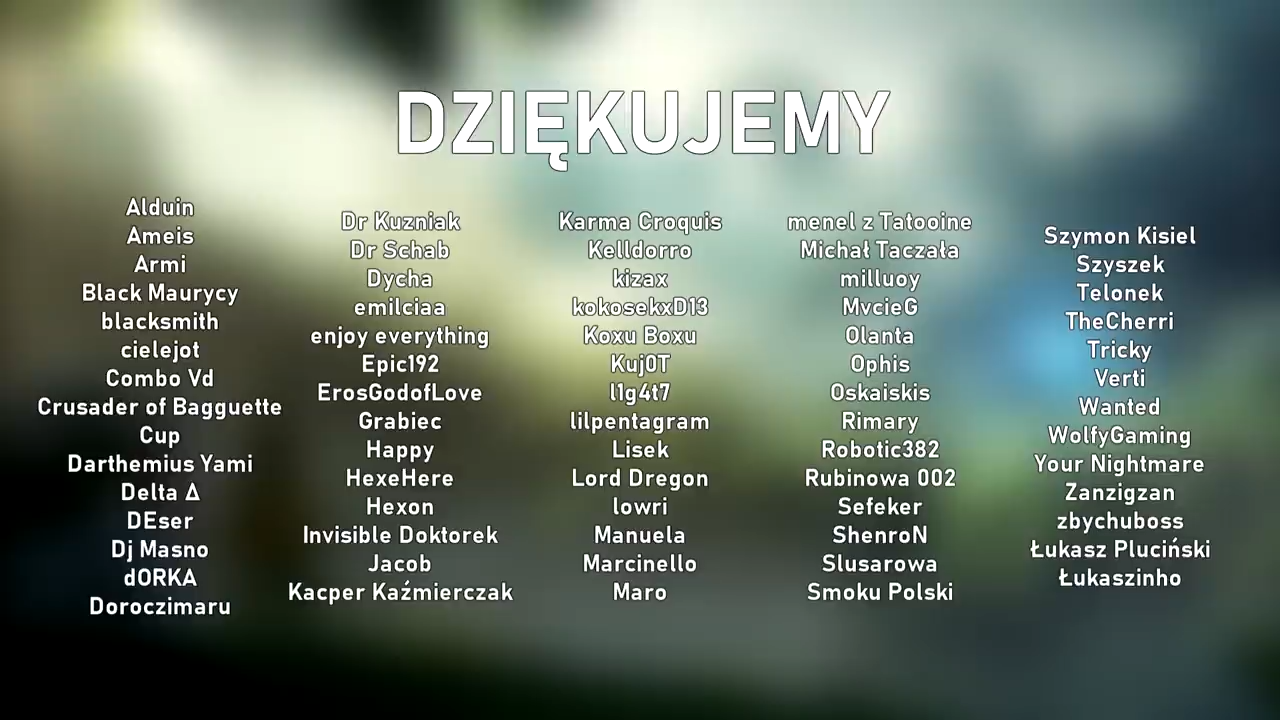 DZIĘKUJEMY
Alduin
Ameis
Armi
Black Maurycy
blacksmith
cielejot
Combo Vd
Crusader of Bagguette
Cup
Darthemius Yami
Delta Δ
DEser
Dj Masno
dORKA
Doroczimaru
Dr Kuzniak
Dr Schab
Dycha
emilciaa
enjoy everything
Epic192
ErosGodofLove
Grabiec
Happy
HexeHere
Hexon
Invisible Doktorek
Jacob
Kacper Kaźmierczak
Karma Croquis
Kelldorro
kizax
kokosekxD13
Koxu Boxu
Kuj0T
l1g4t7
lilpentagram
Lisek
Lord Dregon
lowri
Manuela
Marcinello
Maro
menel z Tatooine
Michał Taczała
milluoy
MvcieG
Olanta
Ophis
Oskaiskis
Rimary
Robotic382
Rubinowa 002
Sefeker
ShenroN
Slusarowa
Smoku Polski
Szymon Kisiel
Szyszek
Telonek
TheCherri
Tricky
Verti
Wanted
WolfyGaming
Your Nightmare
Zanzigzan
zbychuboss
Łukasz Pluciński
Łukaszinho